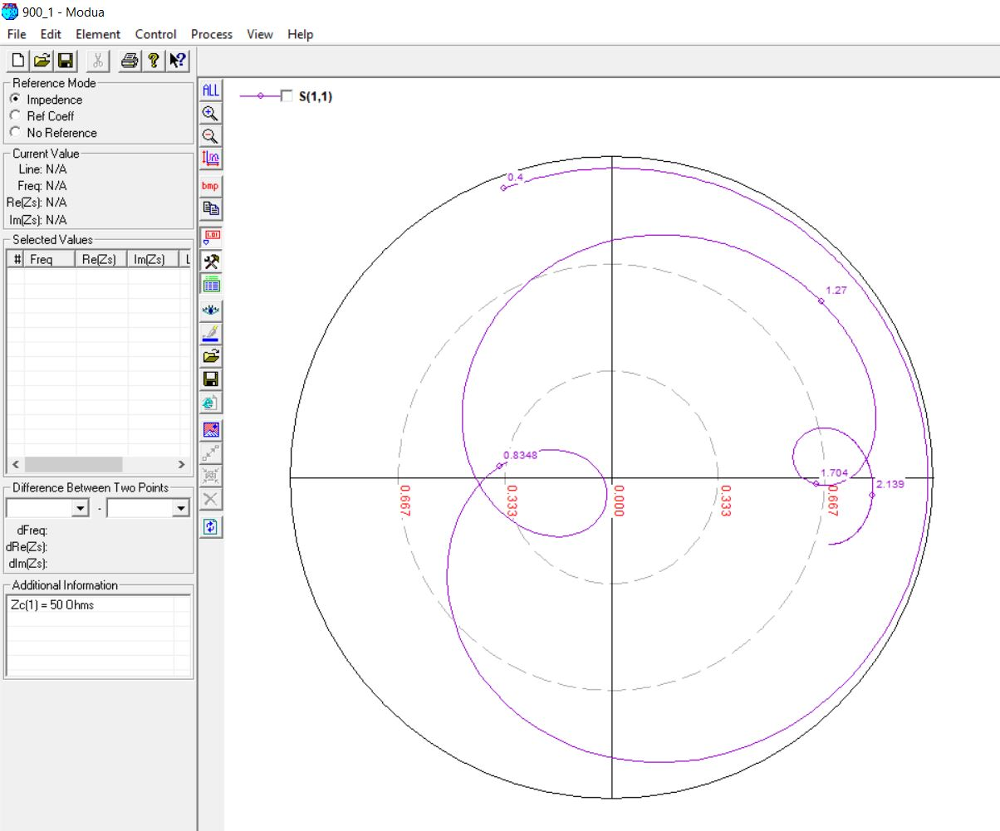 900_1 - Modua
File Edit Element Control Process View Help
Reference Mode
Impedence
Ref Coeff
No Reference
Current Value
Line: N/A
Freq: N/A
Re(Zs): N/A
Im(Zs): N/A
Selected Values
# Freq Re(Zs) Im(Zs) L
Difference Between Two Points
-
dFreq:
dRe(Zs):
dIm(Zs):
Additional Information
Zc(1) = 50 Ohms
ALL
bmp
1.01
S(1,1)
0.4
1.27
0.8348
1.704
2.139
0.667
0.333
0.000
0.333
0.667